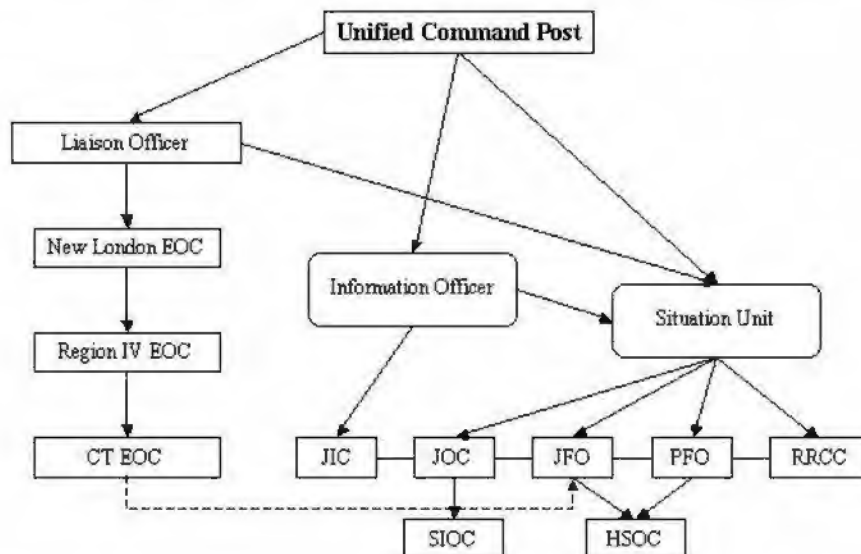 Unified Command Post
Liaison Officer
New London EOC
Information Officer
Situation Unit
Region IV EOC
CT EOC
JIC
JOC
JFO
PFO
RRCC
SIOC
HSOC